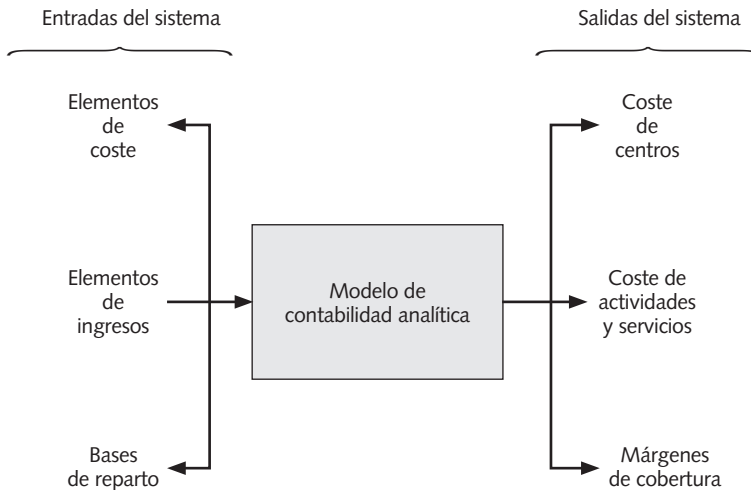 Entradas del sistema
Salidas del sistema
Elementos
de
coste
Elementos
de
ingresos
Bases
de reparto
Modelo de
contabilidad analítica
Coste
de
centros
Coste de
actividades
y servicios
Márgenes
de cobertura